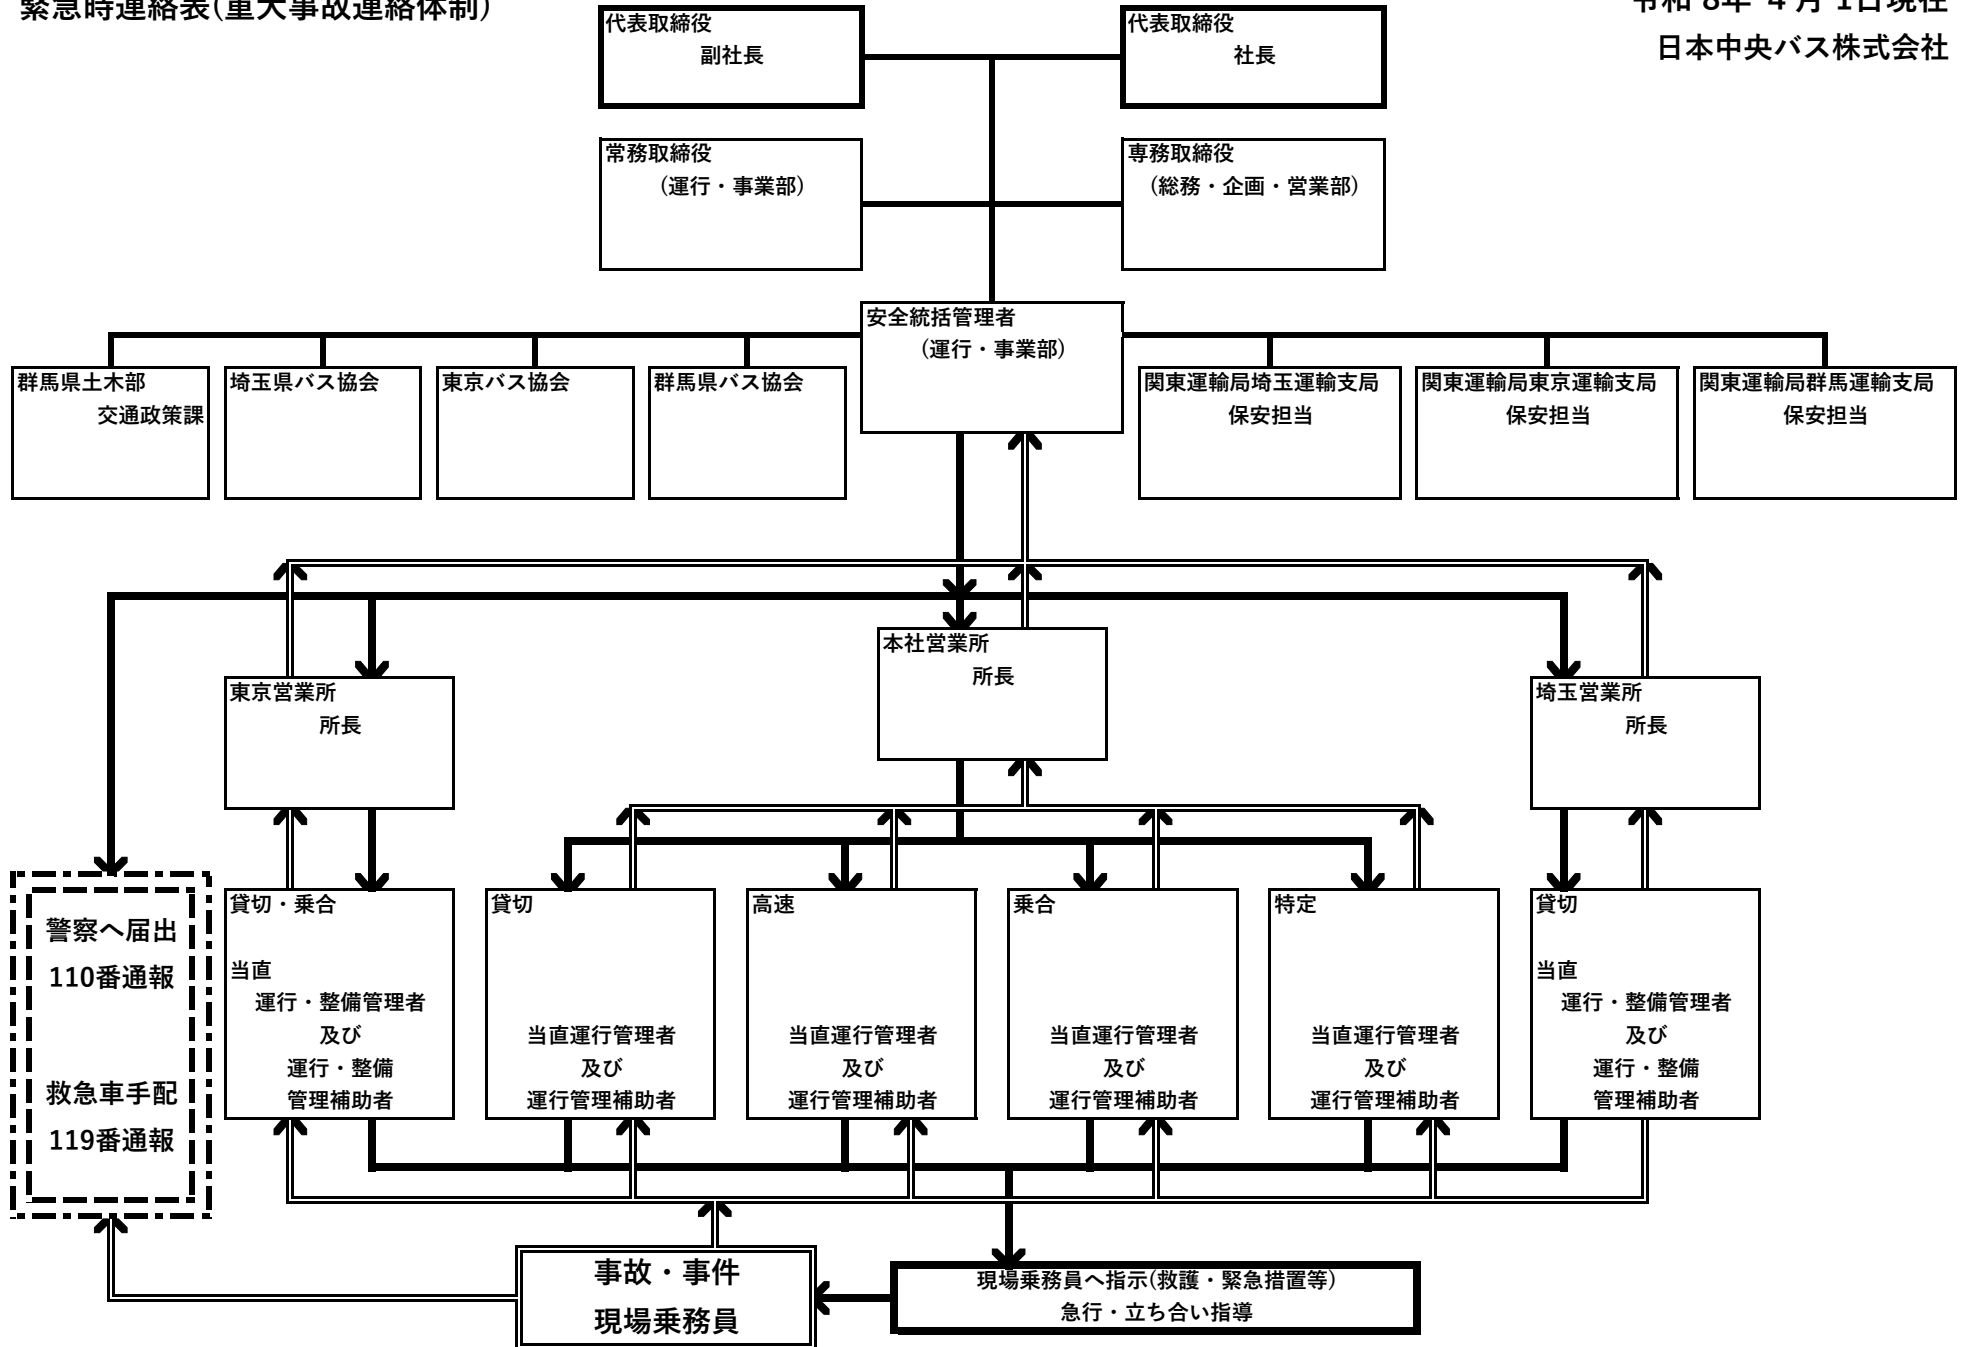 緊急時連絡表(重大事故連絡体制)
令和 8年 4 月 1日現在
日本中央バス株式会社
代表取締役
副社長
代表取締役
社長
常務取締役
(運行・事業部)
専務取締役
(総務・企画・営業部)
安全統括管理者
(運行・事業部)
群馬県土木部
交通政策課
埼玉県バス協会
東京バス協会
群馬県バス協会
関東運輸局埼玉運輸支局
保安担当
関東運輸局東京運輸支局
保安担当
関東運輸局群馬運輸支局
保安担当
東京営業所
所長
本社営業所
所長
埼玉営業所
所長
警察へ届出
110番通報
救急車手配
119番通報
貸切・乗合
当直
運行・整備管理者
及び
運行・整備
管理補助者
貸切
当直運行管理者
及び
運行管理補助者
高速
当直運行管理者
及び
運行管理補助者
乗合
当直運行管理者
及び
運行管理補助者
特定
当直運行管理者
及び
運行管理補助者
貸切
当直
運行・整備管理者
及び
運行・整備
管理補助者
事故・事件
現場乗務員
現場乗務員へ指示(救護・緊急措置等)
急行・立ち合い指導